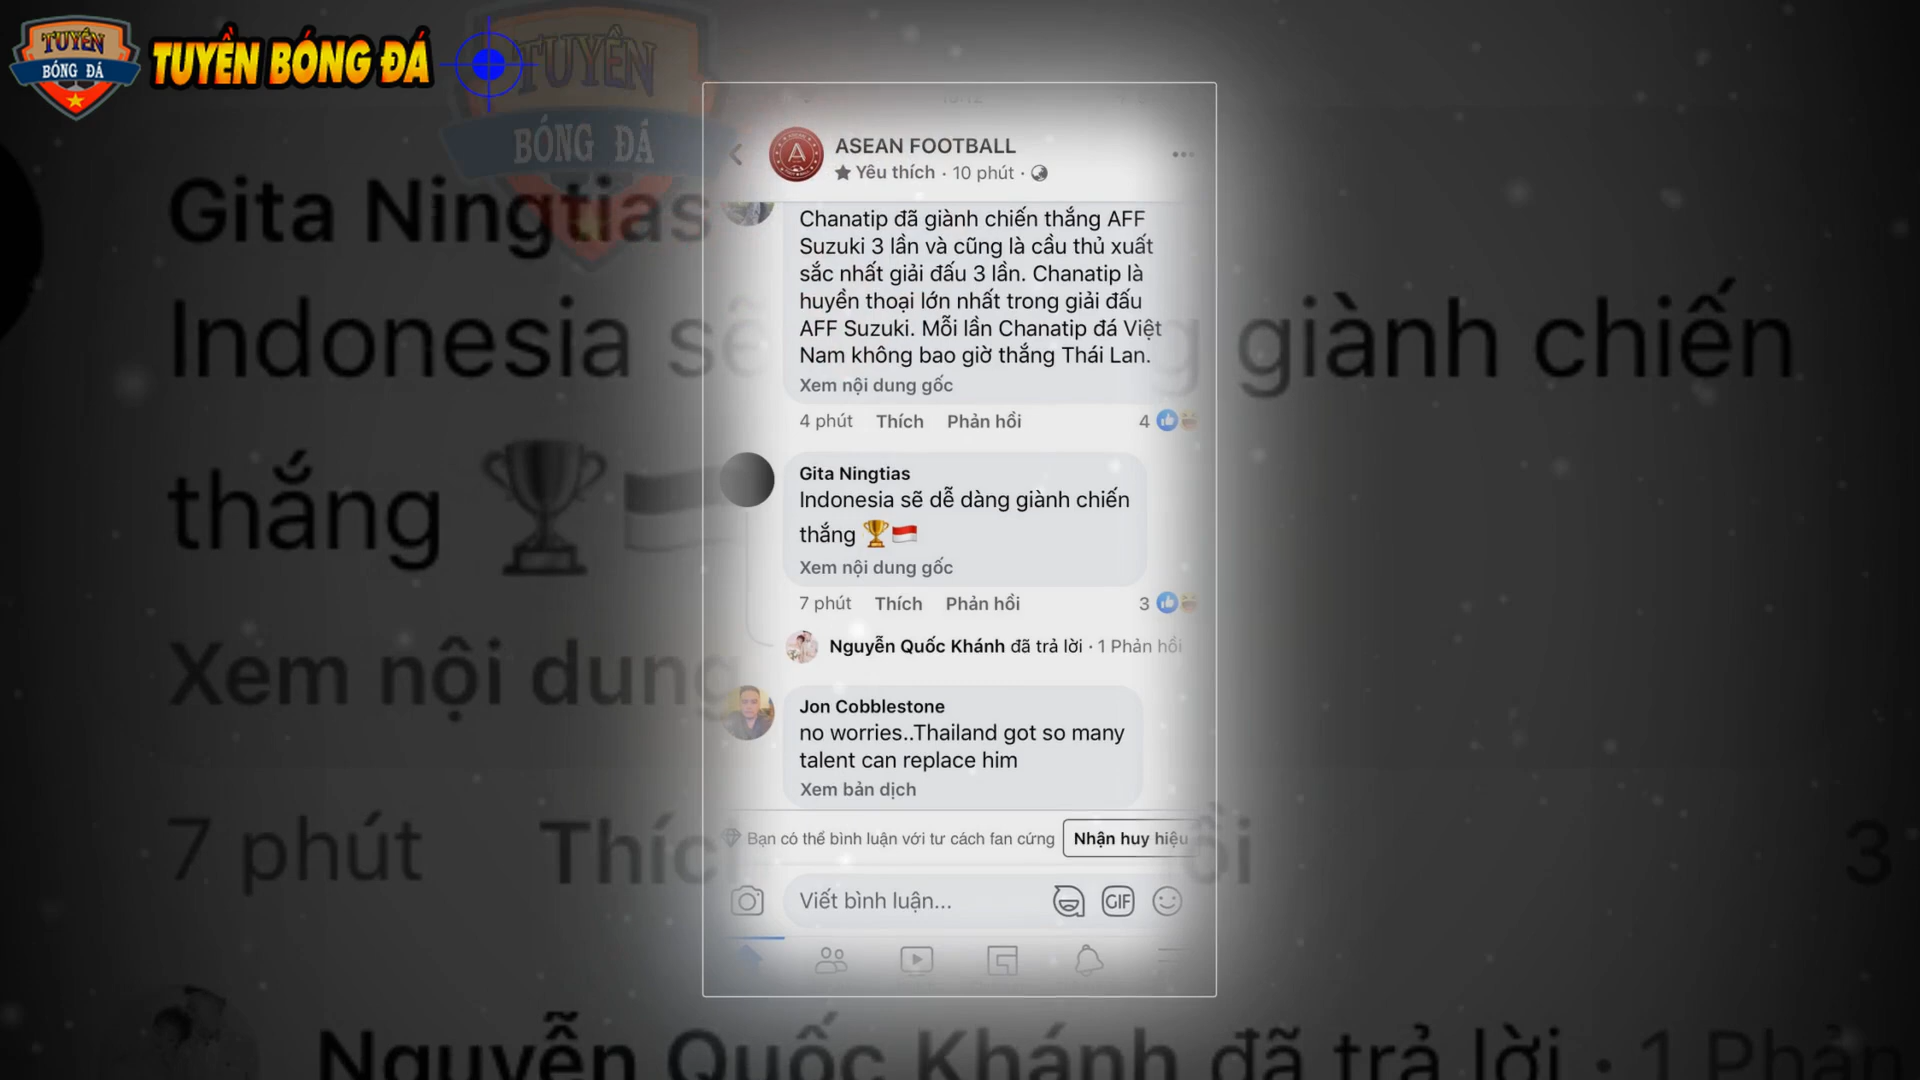 TUYỀN
BÓNG ĐÁ
TUYỀN BÓNG ĐÁ
TUYỀN
BÓNG ĐÁ
ASEAN FOOTBALL
Yêu thích · 10 phút ·
Chanatip đã giành chiến thắng AFF
Suzuki 3 lần và cũng là cầu thủ xuất
sắc nhất giải đấu 3 lần. Chanatip là
huyền thoại lớn nhất trong giải đấu
AFF Suzuki. Mỗi lần Chanatip đá Việt
Nam không bao giờ thắng Thái Lan.
Xem nội dung gốc
4 phút Thích Phản hồi 4
Gita Ningtias
Indonesia sẽ dễ dàng giành chiến
thắng 🏆🇮🇩
Xem nội dung gốc
7 phút Thích Phản hồi 3
Nguyễn Quốc Khánh đã trả lời · 1 Phản hồi
Jon Cobblestone
no worries..Thailand got so many
talent can replace him
Xem bản dịch
Bạn có thể bình luận với tư cách fan cứng Nhận huy hiệu
Viết bình luận... GIF
Gita Ningtias
Indonesia sẽ giành chiến
thắng 🏆
Xem nội dung
7 phút Thích 3
Nguyễn Quốc Khánh đã trả lời · 1 Phản